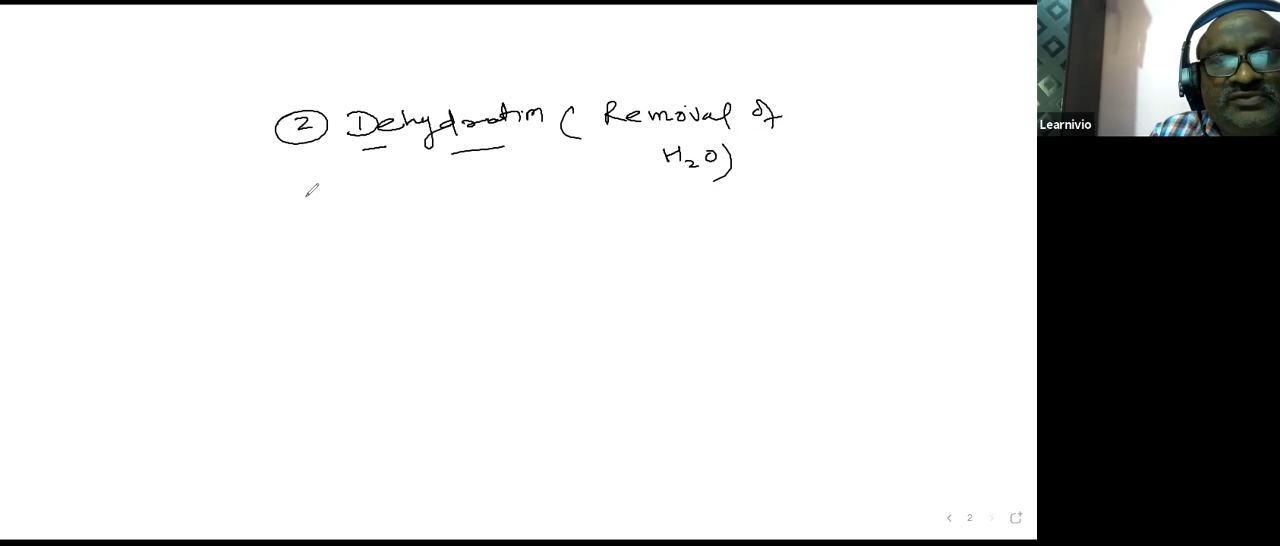 ② Dehydration ( Removal of
H₂O)
Learnivio
2